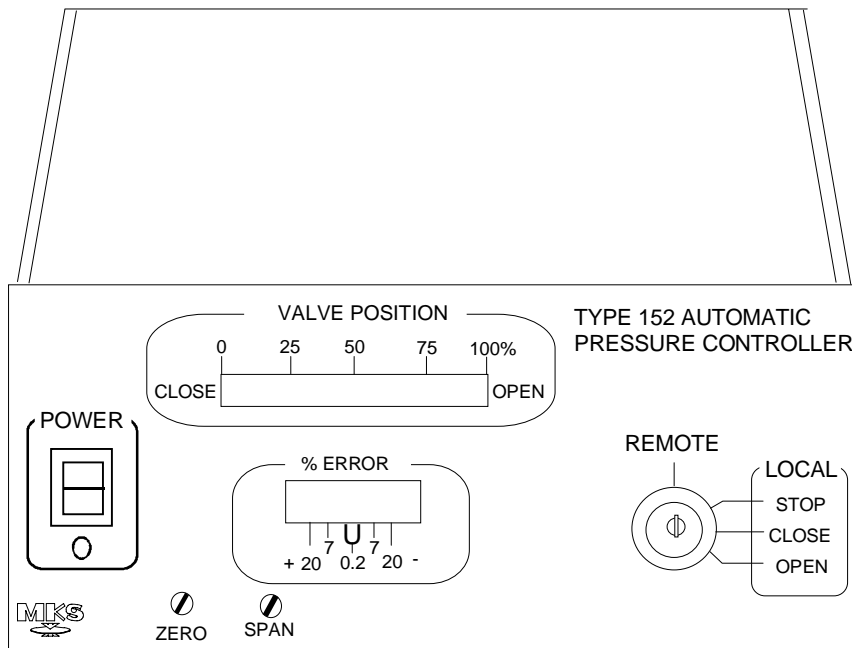 VALVE POSITION
TYPE 152 AUTOMATIC
PRESSURE CONTROLLER
0 25 50 75 100%
CLOSE OPEN
POWER
% ERROR
+ 20 7 0.2 7 20 -
REMOTE
LOCAL
STOP
CLOSE
OPEN
MKS
ZERO SPAN